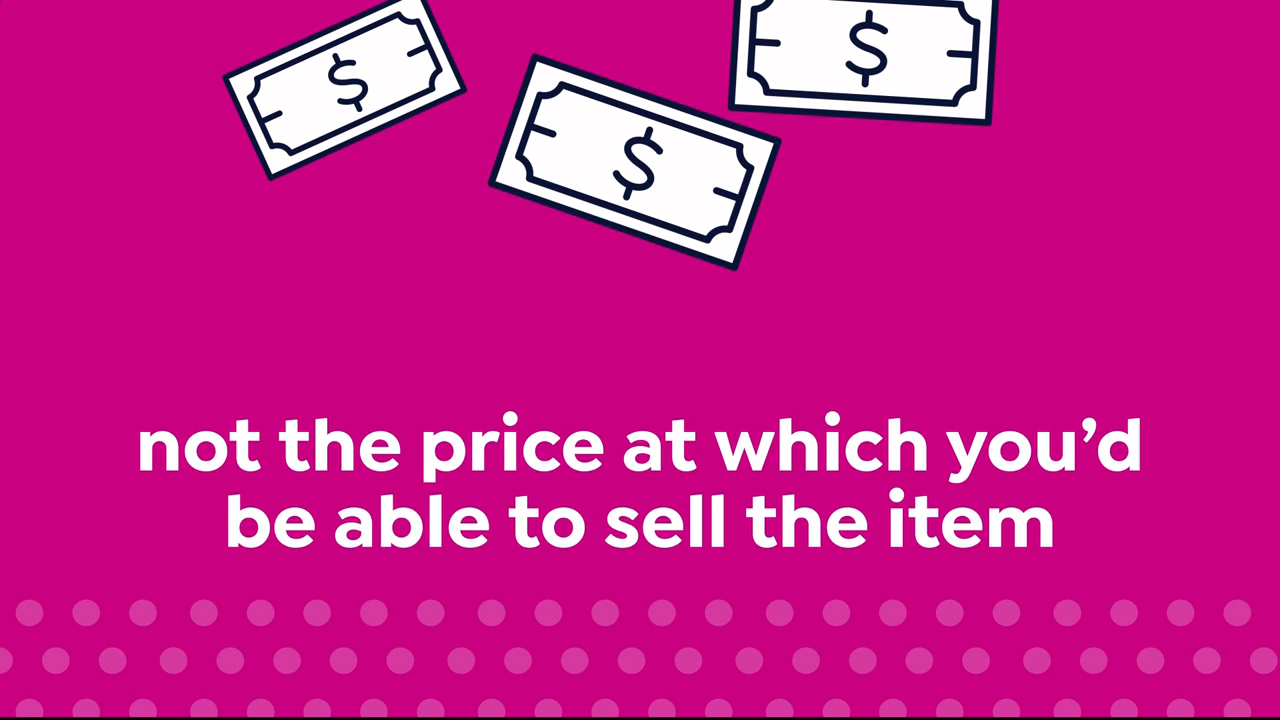 $
$
$
not the price at which you’d
be able to sell the item